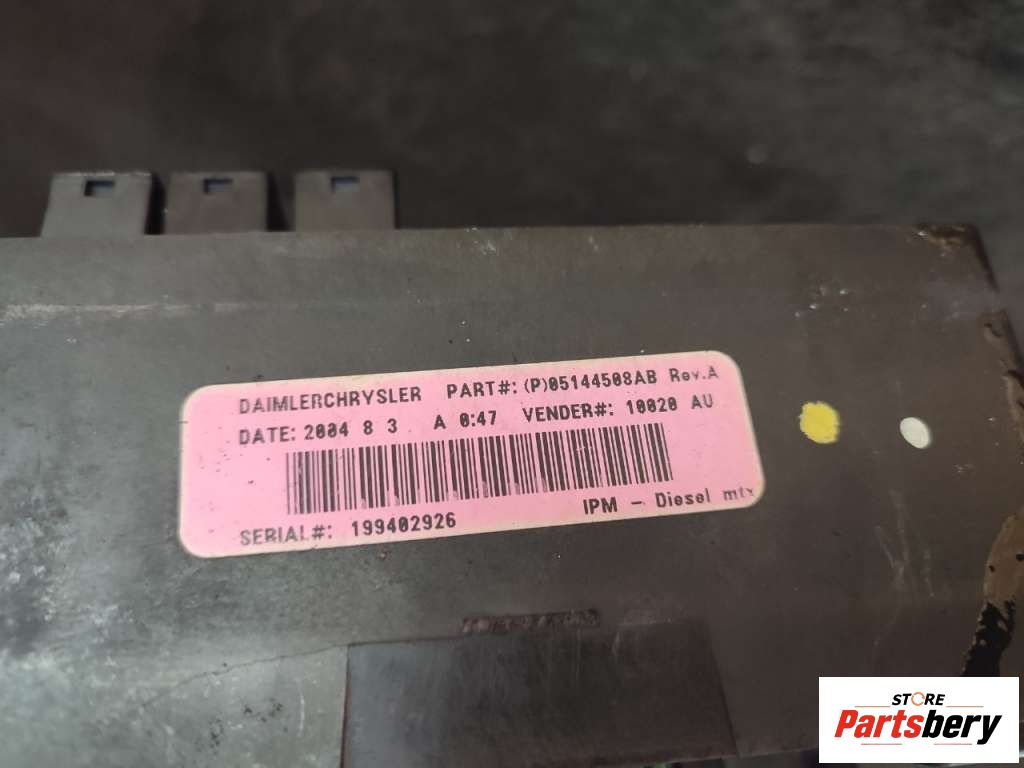 DAIMLERCHRYSLER PART#: (P)05144508AB Rev.A
DATE: 2004 8 3 A 0:47 VENDER#: 10020 AU
SERIAL#: 199402926 IPM - Diesel mtx
STORE
Partsbery